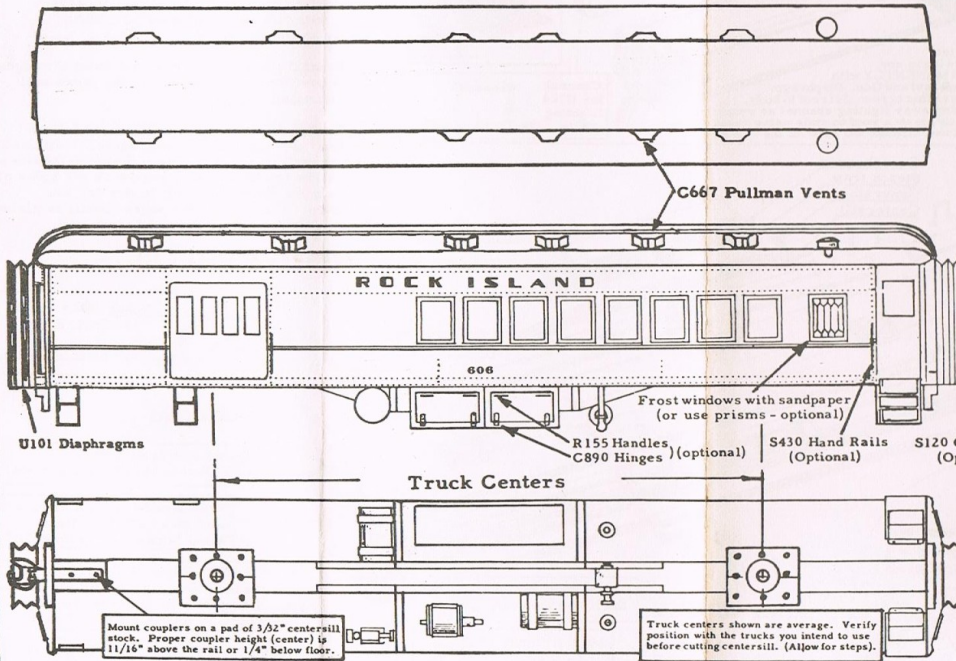 C667 Pullman Vents
ROCK ISLAND
606
Frost windows with sandpaper
(or use prisms - optional)
U101 Diaphragms
R155 Handles
C890 Hinges
) (optional)
S430 Hand Rails
(Optional)
S120
Truck Centers
Mount couplers on a pad of 3/32" centersill
stock. Proper coupler height (center) is
11/16" above the rail or 1/4" below floor.
Truck centers shown are average. Verify
position with the trucks you intend to use
before cutting centersill. (Allow for steps).